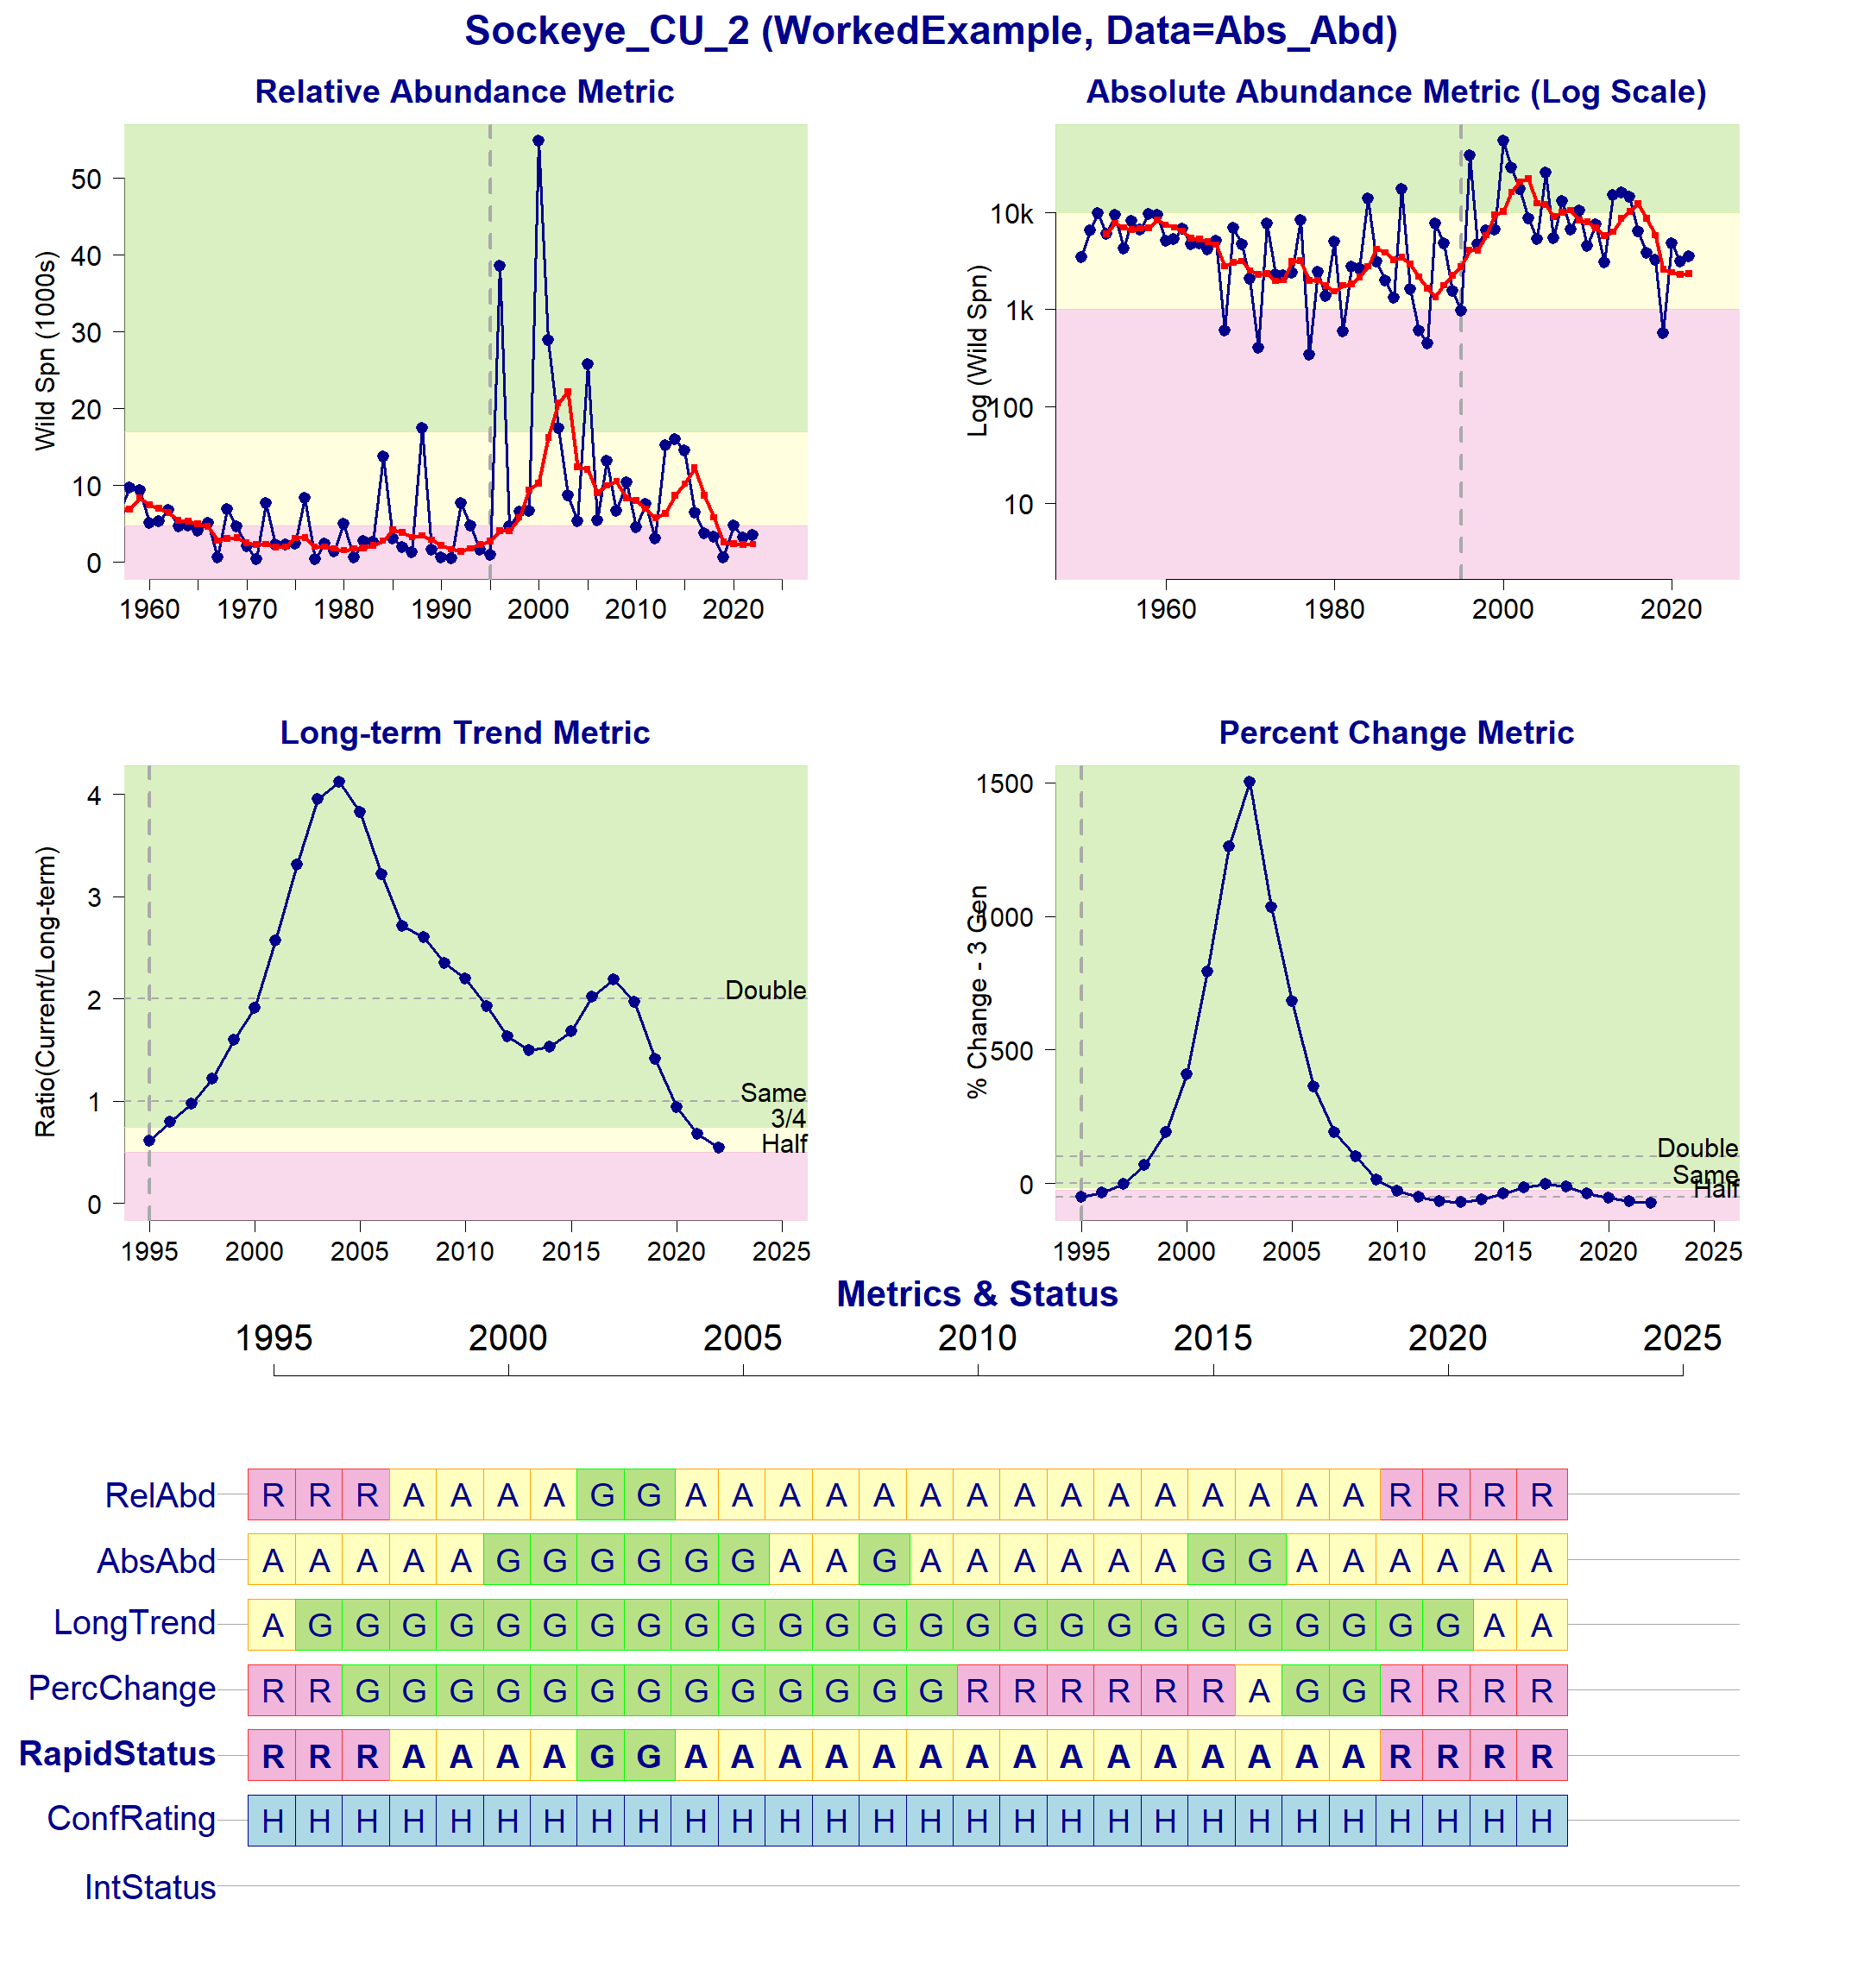 Sockeye_CU_2 (WorkedExample, Data=Abs_Abd)
Relative Abundance Metric
Wild Spn (1000s)
50
40
30
20
10
0
1960 1970 1980 1990 2000 2010 2020
Absolute Abundance Metric (Log Scale)
Log (Wild Spn)
10k
1k
100
10
1960 1980 2000 2020
Long-term Trend Metric
Ratio(Current/Long-term)
4
3
2
1
0
Double
Same
3/4
Half
1995 2000 2005 2010 2015 2020 2025
Percent Change Metric
% Change - 3 Gen
1500
1000
500
0
Double
Same
Half
1995 2000 2005 2010 2015 2020 2025
Metrics & Status
1995 2000 2005 2010 2015 2020 2025
RelAbd R R R A A A A G G A A A A A A A A A A A A A A A R R R R
AbsAbd A A A A A G G G G G G A A G A A A A A A G G A A A A A A
LongTrend A G G G G G G G G G G G G G G G G G G G G G G G G G A A
PercChange R R G G G G G G G G G G G G G R R R R R R A G G R R R R
RapidStatus R R R A A A A G G A A A A A A A A A A A A A A A R R R R
ConfRating H H H H H H H H H H H H H H H H H H H H H H H H H H H H
IntStatus